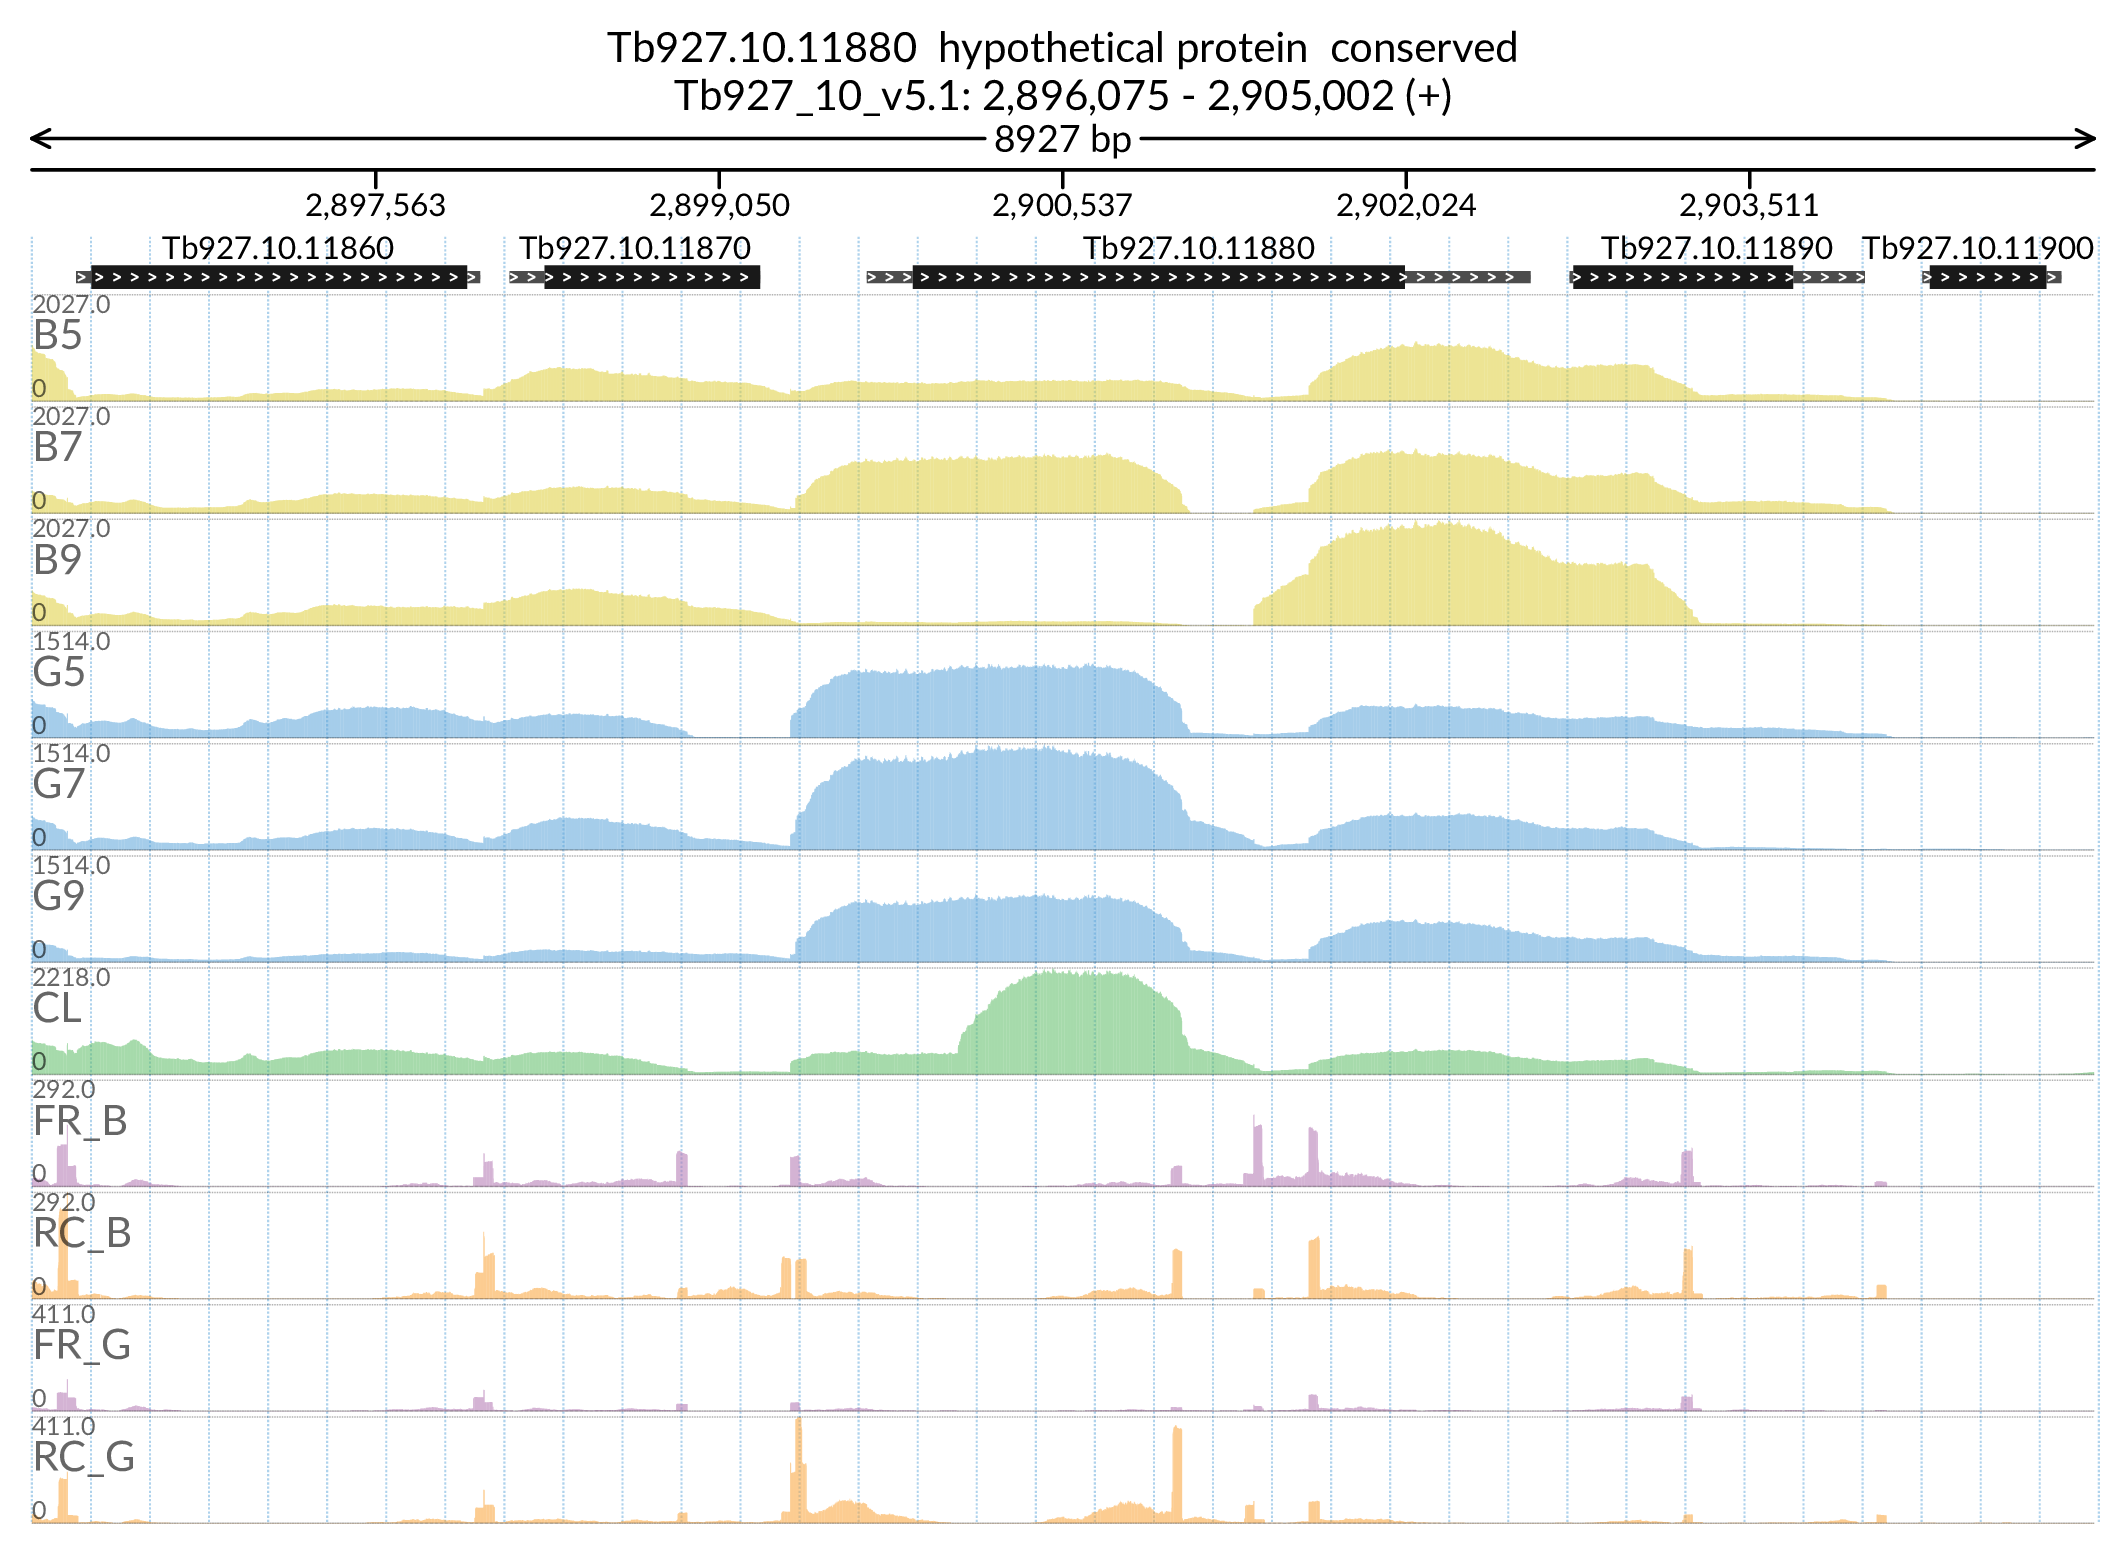 Tb927.10.11880  hypothetical protein  conserved
Tb927_10_v5.1: 2,896,075 - 2,905,002 (+)
8927 bp
2,897,563 2,899,050 2,900,537 2,902,024 2,903,511
Tb927.10.11860 Tb927.10.11870 Tb927.10.11880 Tb927.10.11890 Tb927.10.11900
2027.0
B5
0
2027.0
B7
0
2027.0
B9
0
1514.0
G5
0
1514.0
G7
0
1514.0
G9
0
2218.0
CL
0
292.0
FR_B
0
292.0
RC_B
0
411.0
FR_G
0
411.0
RC_G
0